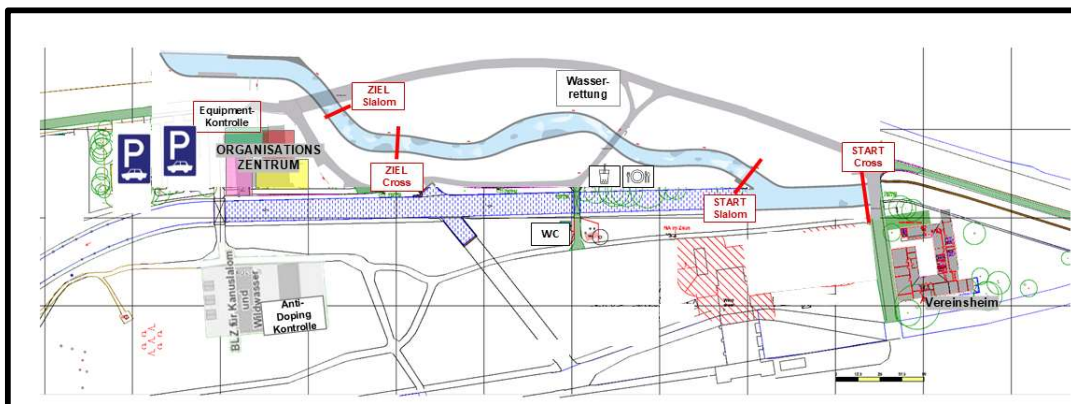 ZIEL
Slalom
Wasser-
rettung
Equipment-
Kontrolle
P
P
ORGANISATIONS
ZENTRUM
ZIEL
Cross
START
Cross
START
Slalom
WC
BLZ für Kanuslalom
und
Wildwasser
Anti-
Doping
Kontrolle
Vereinsheim